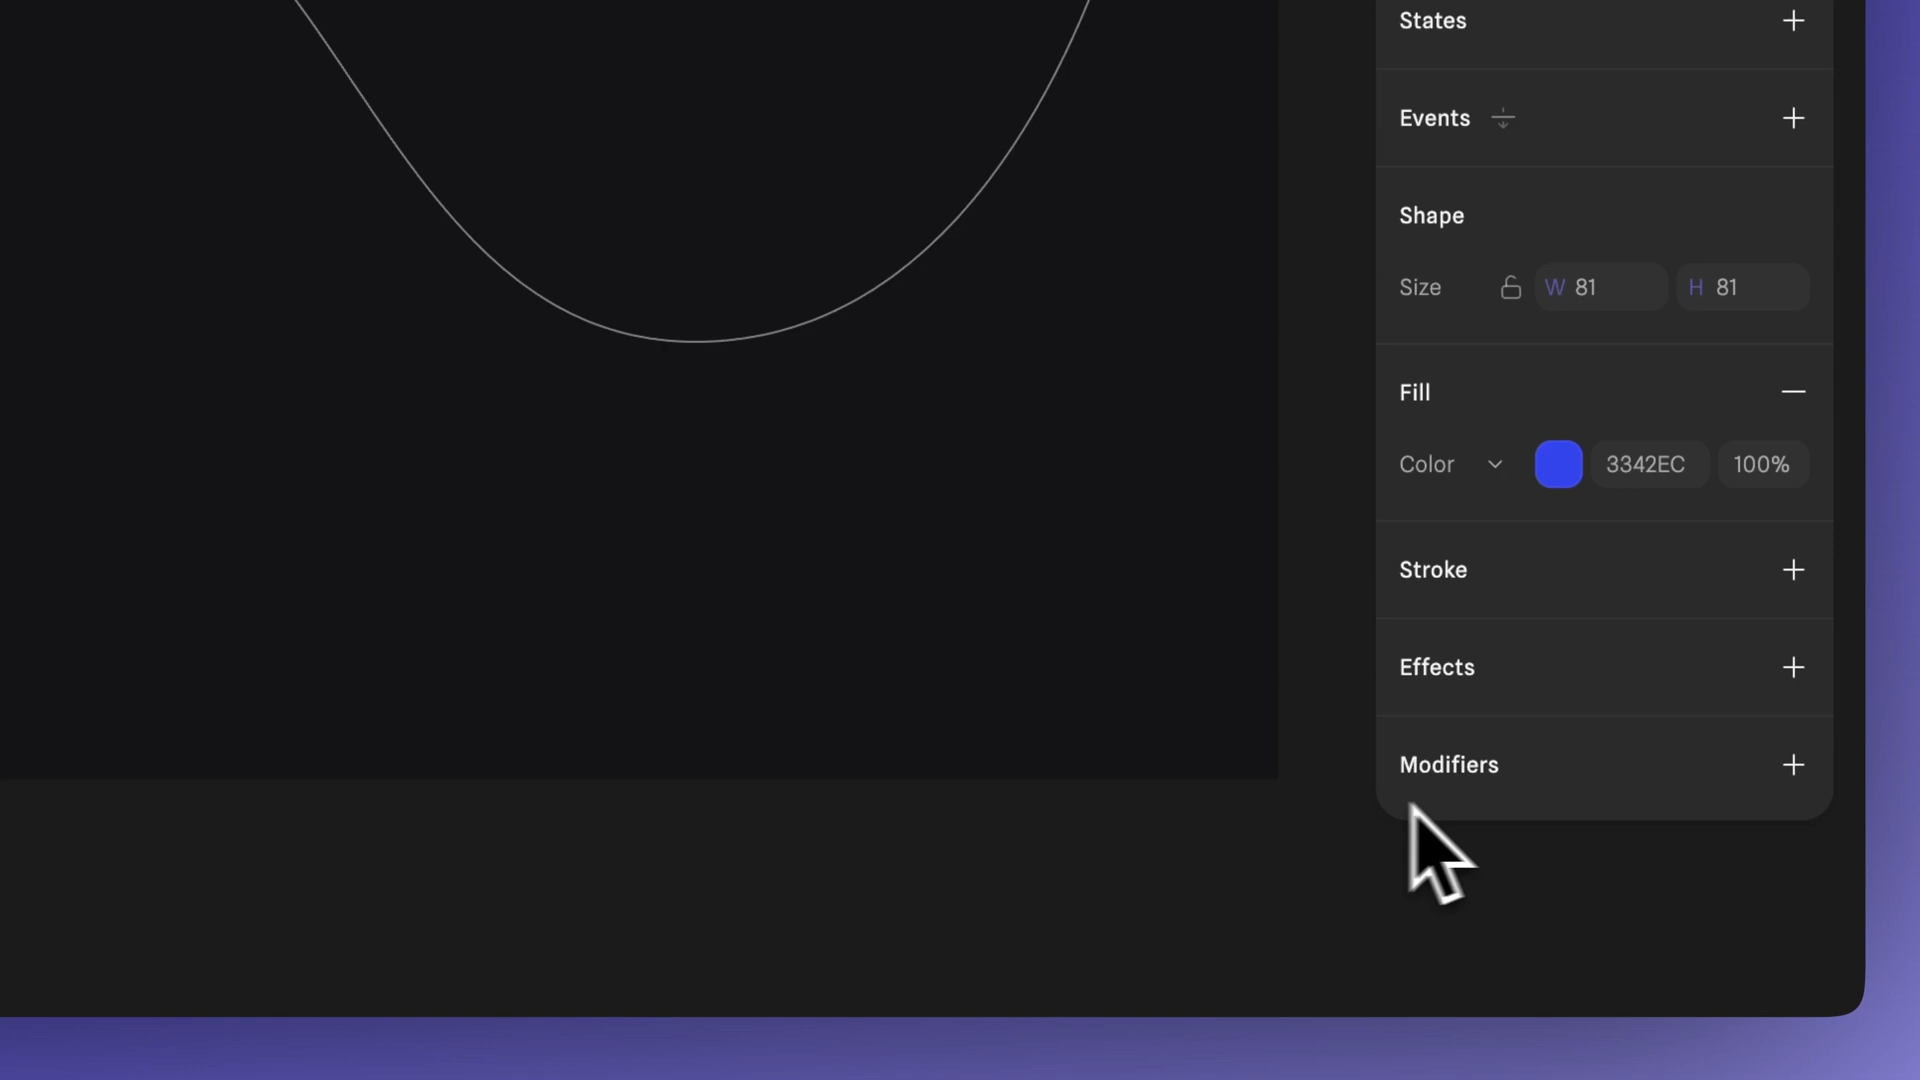 States
Events
Shape
Size W 81 H 81
Fill
Color 3342EC 100%
Stroke
Effects
Modifiers